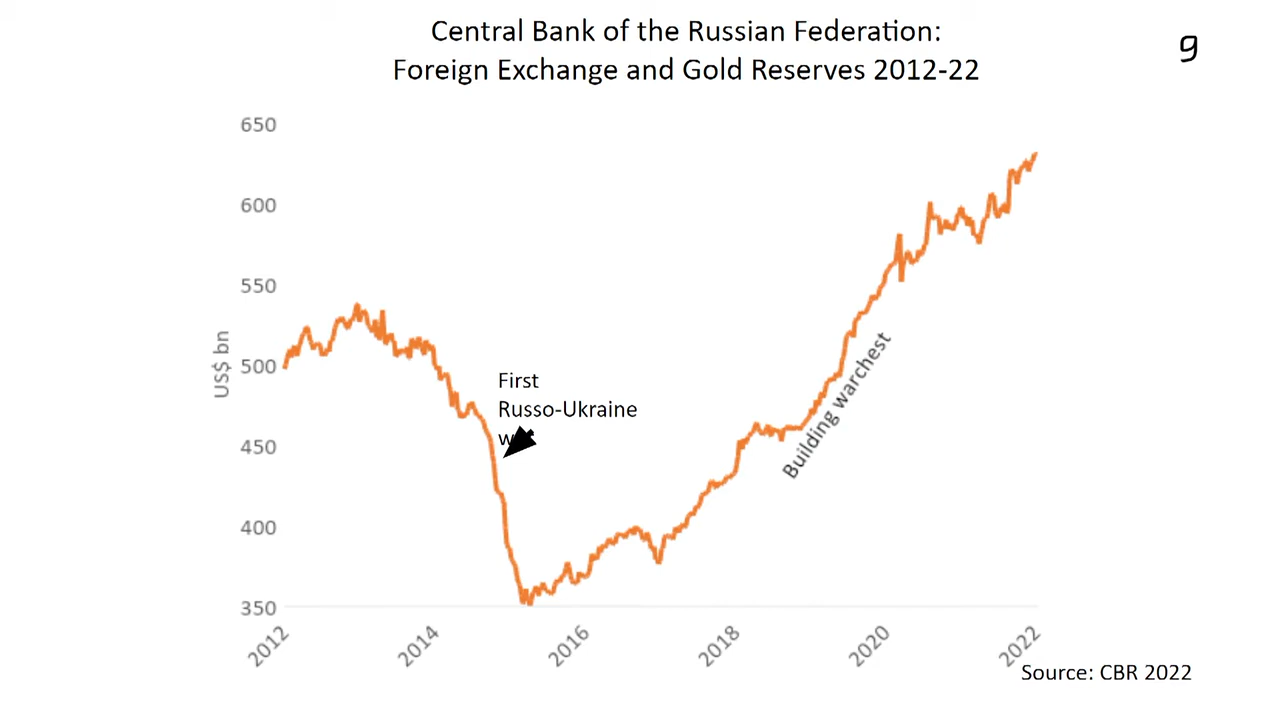 Central Bank of the Russian Federation:
Foreign Exchange and Gold Reserves 2012-22
9
650
600
550
500
450
400
350
US$ bn
First
Russo-Ukraine
Building warchest
2012
2014
2016
2018
2020
2022
Source: CBR 2022